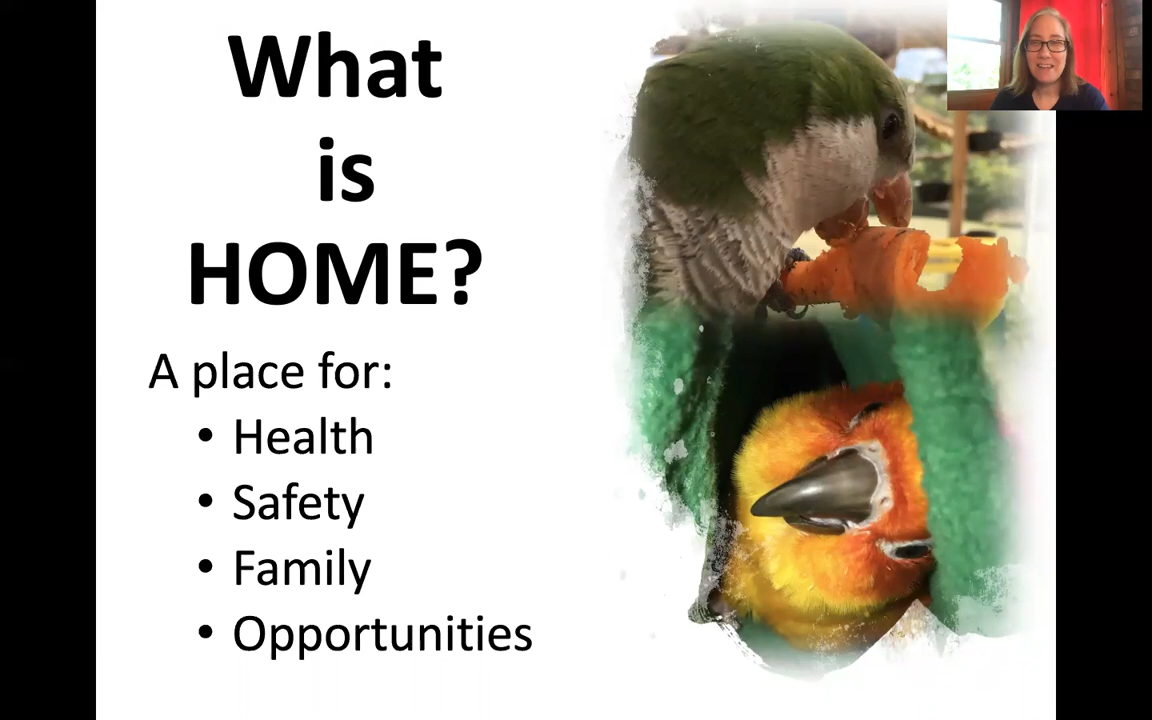 What
is
HOME?
A place for:
• Health
• Safety
• Family
• Opportunities